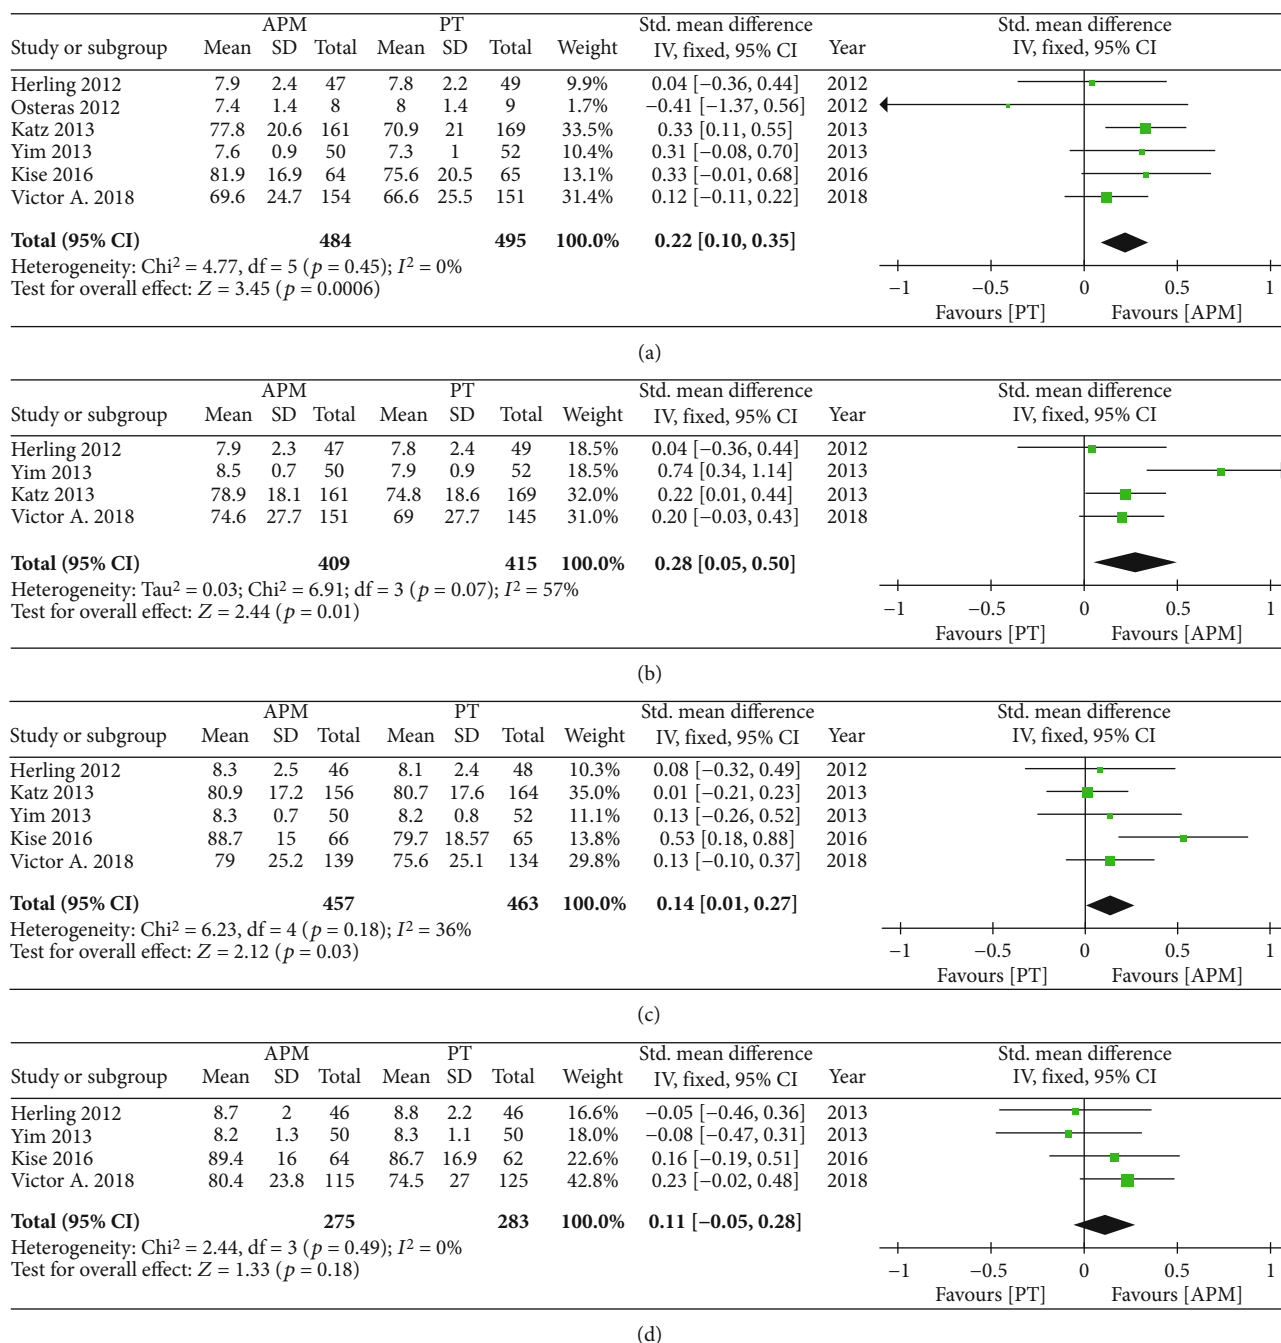 APM PT Std. mean difference Std. mean difference
Study or subgroup Mean SD Total Mean SD Total Weight IV, fixed, 95% CI Year IV, fixed, 95% CI
Herling 2012 7.9 2.4 47 7.8 2.2 49 9.9% 0.04 [−0.36, 0.44] 2012
Osteras 2012 7.4 1.4 8 8 1.4 9 1.7% −0.41 [−1.37, 0.56] 2012
Katz 2013 77.8 20.6 161 70.9 21 169 33.5% 0.33 [0.11, 0.55] 2013
Yim 2013 7.6 0.9 50 7.3 1 52 10.4% 0.31 [−0.08, 0.70] 2013
Kise 2016 81.9 16.9 64 75.6 20.5 65 13.1% 0.33 [−0.01, 0.68] 2016
Victor A. 2018 69.6 24.7 154 66.6 25.5 151 31.4% 0.12 [−0.11, 0.22] 2018
Total (95% CI) 484 495 100.0% 0.22 [0.10, 0.35]
Heterogeneity: Chi² = 4.77, df = 5 (p = 0.45); I² = 0%
Test for overall effect: Z = 3.45 (p = 0.0006)
−1 −0.5 0 0.5 1
Favours [PT] Favours [APM]
(a)
APM PT Std. mean difference Std. mean difference
Study or subgroup Mean SD Total Mean SD Total Weight IV, fixed, 95% CI Year IV, fixed, 95% CI
Herling 2012 7.9 2.3 47 7.8 2.4 49 18.5% 0.04 [−0.36, 0.44] 2012
Yim 2013 8.5 0.7 50 7.9 0.9 52 18.5% 0.74 [0.34, 1.14] 2013
Katz 2013 78.9 18.1 161 74.8 18.6 169 32.0% 0.22 [0.01, 0.44] 2013
Victor A. 2018 74.6 27.7 151 69 27.7 145 31.0% 0.20 [−0.03, 0.43] 2018
Total (95% CI) 409 415 100.0% 0.28 [0.05, 0.50]
Heterogeneity: Tau² = 0.03; Chi² = 6.91; df = 3 (p = 0.07); I² = 57%
Test for overall effect: Z = 2.44 (p = 0.01)
−1 −0.5 0 0.5 1
Favours [PT] Favours [APM]
(b)
APM PT Std. mean difference Std. mean difference
Study or subgroup Mean SD Total Mean SD Total Weight IV, fixed, 95% CI Year IV, fixed, 95% CI
Herling 2012 8.3 2.5 46 8.1 2.4 48 10.3% 0.08 [−0.32, 0.49] 2012
Katz 2013 80.9 17.2 156 80.7 17.6 164 35.0% 0.01 [−0.21, 0.23] 2013
Yim 2013 8.3 0.7 50 8.2 0.8 52 11.1% 0.13 [−0.26, 0.52] 2013
Kise 2016 88.7 15 66 79.7 18.57 65 13.8% 0.53 [0.18, 0.88] 2016
Victor A. 2018 79 25.2 139 75.6 25.1 134 29.8% 0.13 [−0.10, 0.37] 2018
Total (95% CI) 457 463 100.0% 0.14 [0.01, 0.27]
Heterogeneity: Chi² = 6.23, df = 4 (p = 0.18); I² = 36%
Test for overall effect: Z = 2.12 (p = 0.03)
−1 −0.5 0 0.5 1
Favours [PT] Favours [APM]
(c)
APM PT Std. mean difference Std. mean difference
Study or subgroup Mean SD Total Mean SD Total Weight IV, fixed, 95% CI Year IV, fixed, 95% CI
Herling 2012 8.7 2 46 8.8 2.2 46 16.6% −0.05 [−0.46, 0.36] 2013
Yim 2013 8.2 1.3 50 8.3 1.1 50 18.0% −0.08 [−0.47, 0.31] 2013
Kise 2016 89.4 16 64 86.7 16.9 62 22.6% 0.16 [−0.19, 0.51] 2016
Victor A. 2018 80.4 23.8 115 74.5 27 125 42.8% 0.23 [−0.02, 0.48] 2018
Total (95% CI) 275 283 100.0% 0.11 [−0.05, 0.28]
Heterogeneity: Chi² = 2.44, df = 3 (p = 0.49); I² = 0%
Test for overall effect: Z = 1.33 (p = 0.18)
−1 −0.5 0 0.5 1
Favours [PT] Favours [APM]
(d)